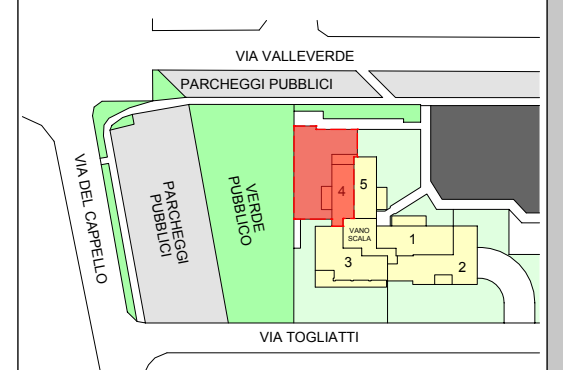 VIA VALLEVERDE
PARCHEGGI PUBBLICI
VIA DEL CAPPELLO
PARCHEGGI
PUBBLICI
VERDE
PUBBLICO
4
5
VANO
SCALA
1
3
2
VIA TOGLIATTI